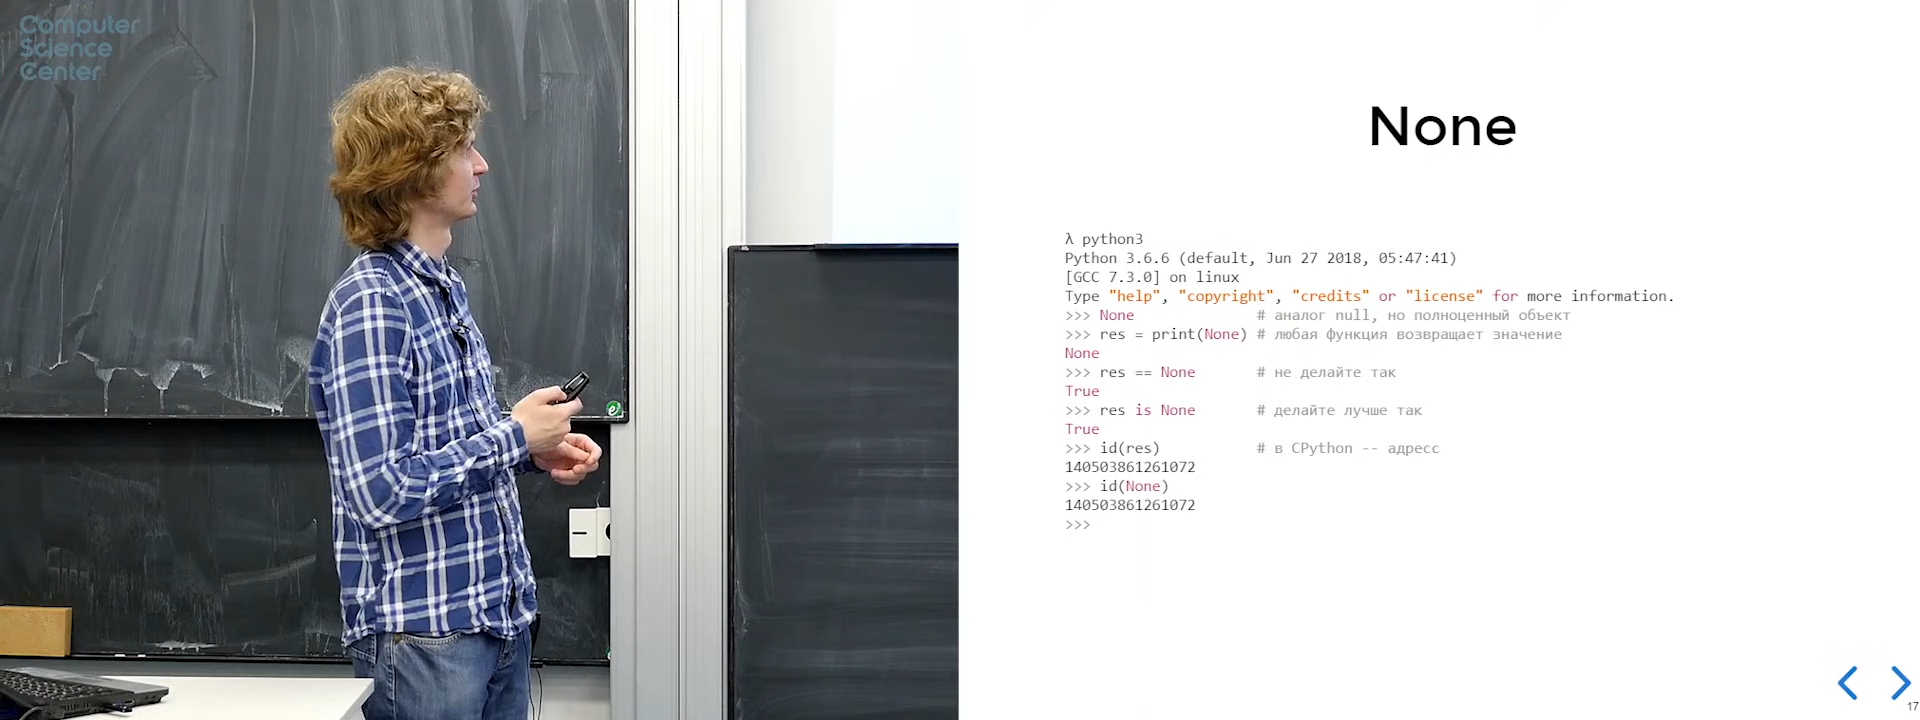 Computer
Science
Center
None
λ python3
Python 3.6.6 (default, Jun 27 2018, 05:47:41)
[GCC 7.3.0] on linux
Type "help", "copyright", "credits" or "license" for more information.
>>> None # аналог null, но полноценный объект
>>> res = print(None) # любая функция возвращает значение
None
>>> res == None # не делайте так
True
>>> res is None # делайте лучше так
True
>>> id(res) # в CPython -- адресс
140503861261072
>>> id(None)
140503861261072
>>>
17